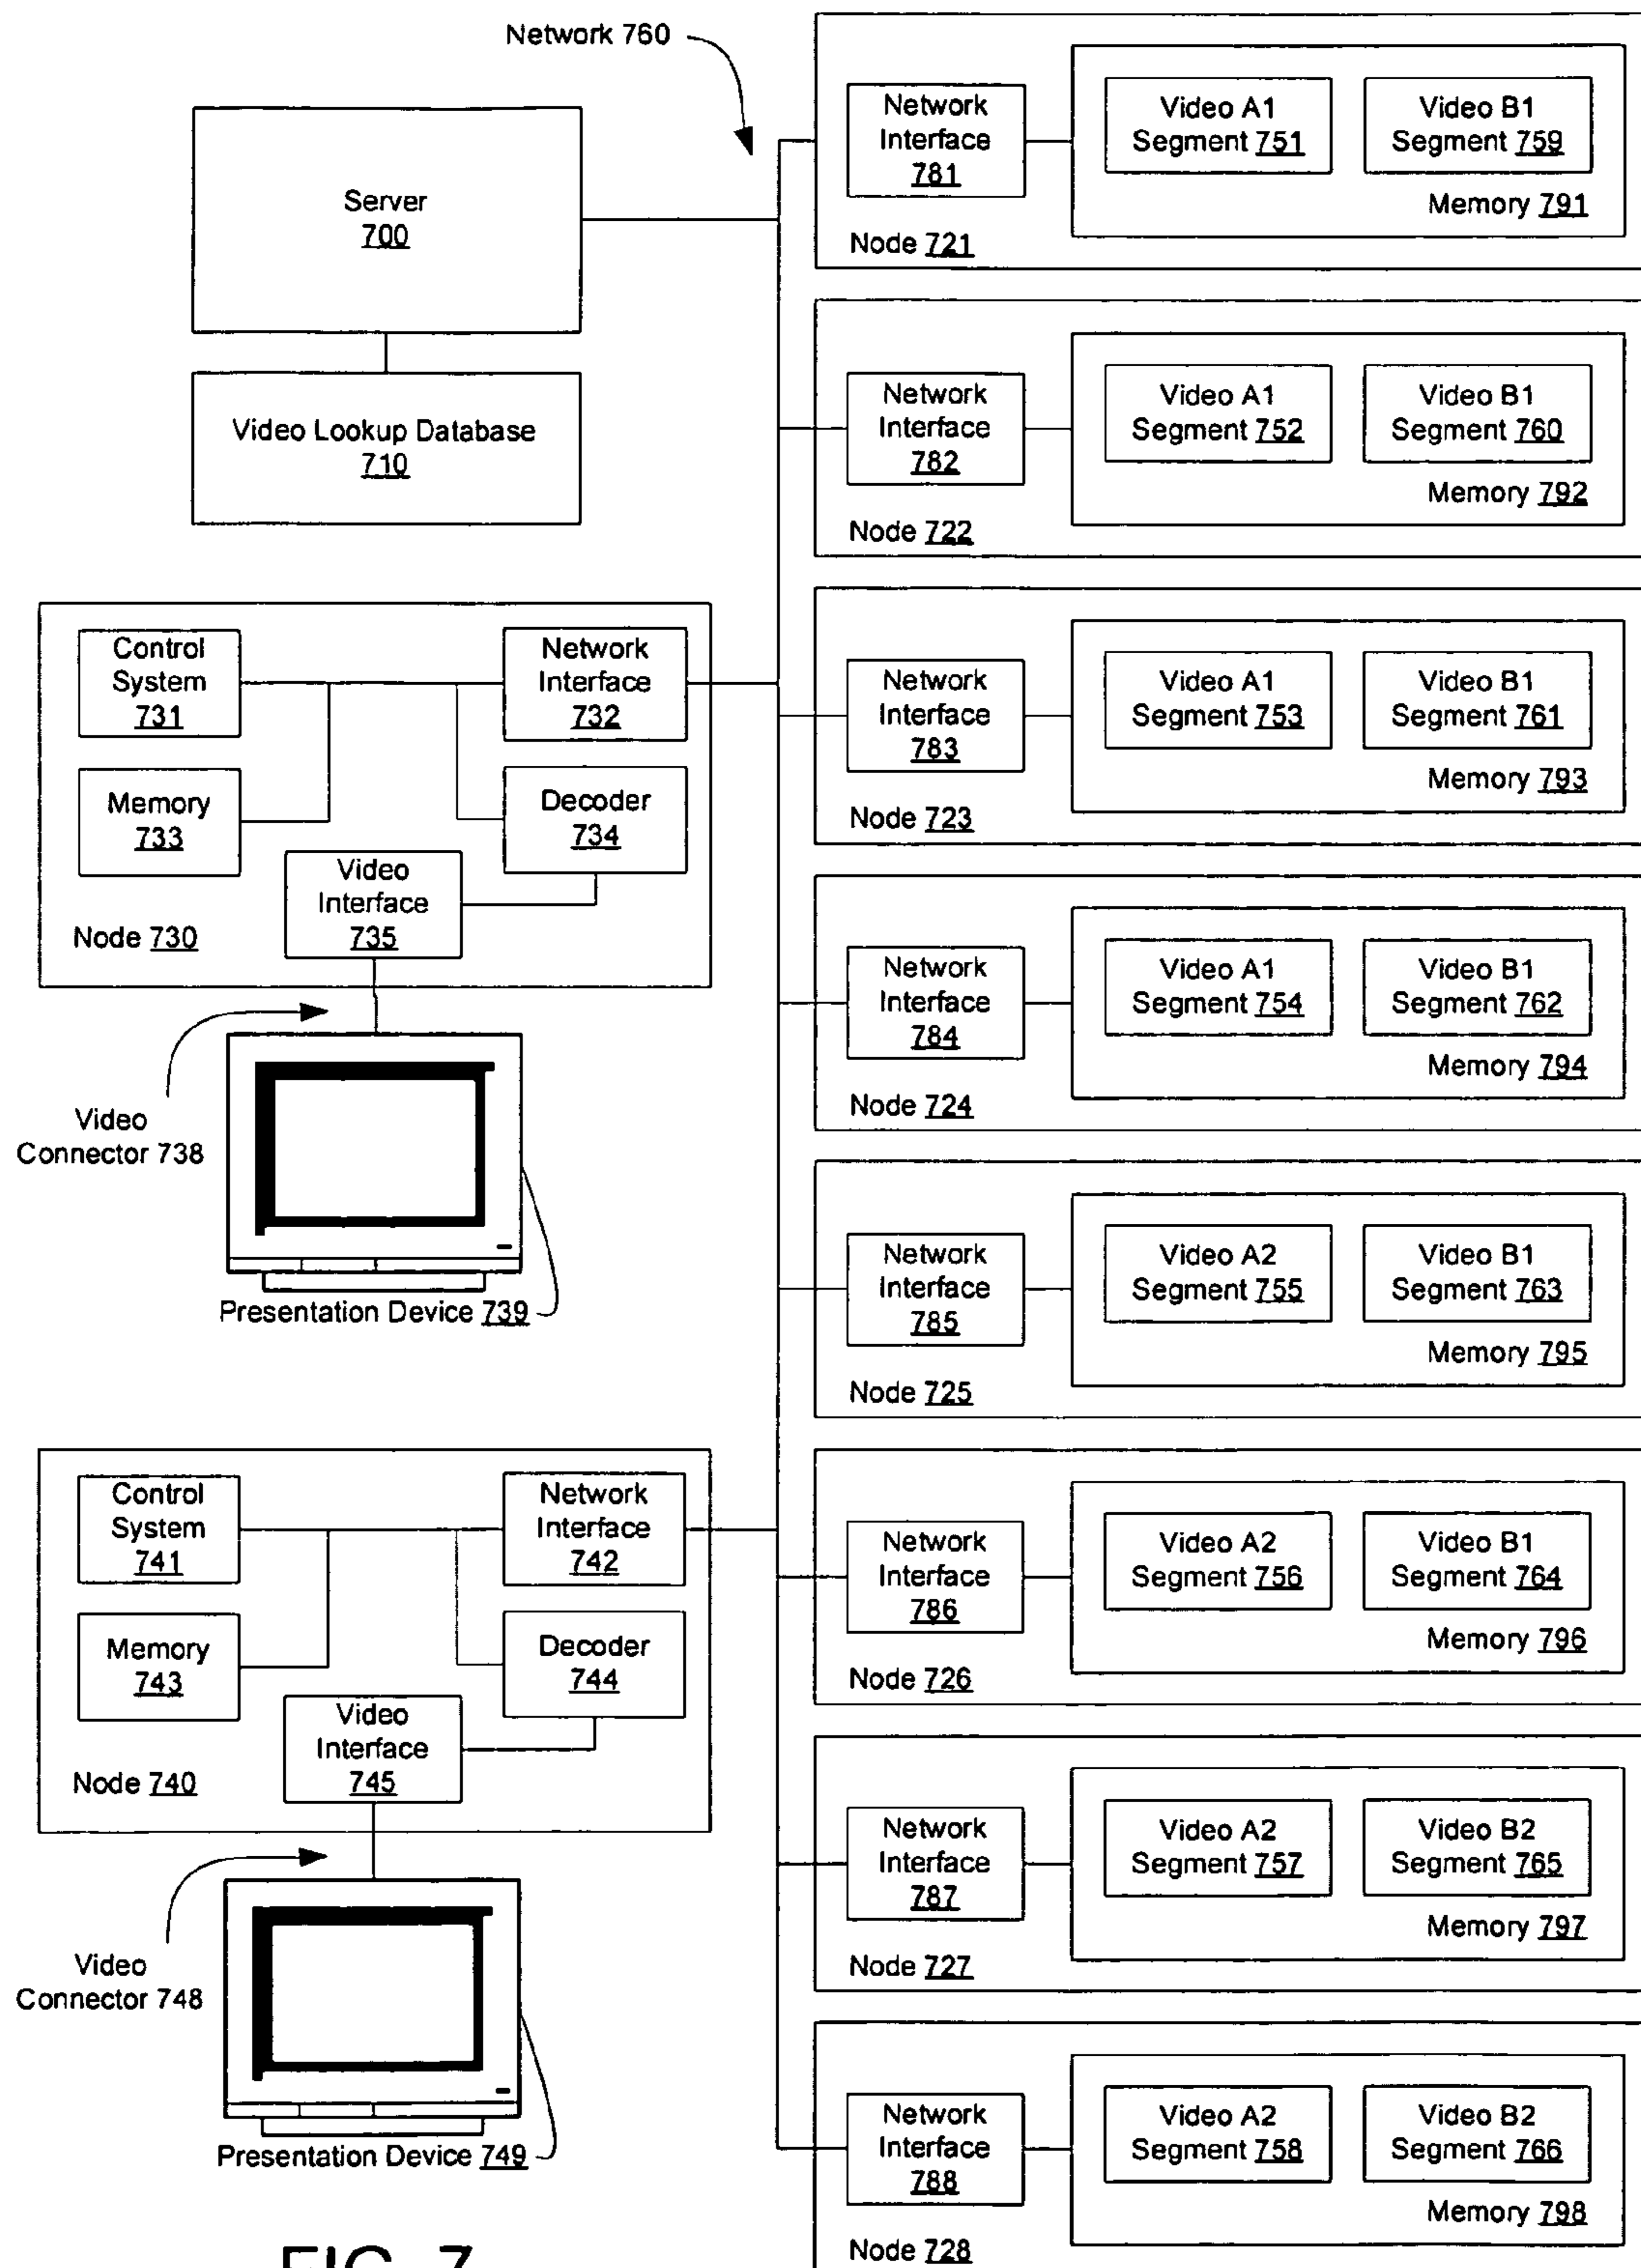 Network 760
Server
700
Video Lookup Database
710
Control
System
731
Network
Interface
732
Memory
733
Decoder
734
Video
Interface
735
Node 730
Video
Connector 738
Presentation Device 739
Control
System
741
Network
Interface
742
Memory
743
Decoder
744
Video
Interface
745
Node 740
Video
Connector 748
Presentation Device 749
FIG. 7
Network
Interface
781
Video A1
Segment 751
Video B1
Segment 759
Memory 791
Node 721
Network
Interface
782
Video A1
Segment 752
Video B1
Segment 760
Memory 792
Node 722
Network
Interface
783
Video A1
Segment 753
Video B1
Segment 761
Memory 793
Node 723
Network
Interface
784
Video A1
Segment 754
Video B1
Segment 762
Memory 794
Node 724
Network
Interface
785
Video A2
Segment 755
Video B1
Segment 763
Memory 795
Node 725
Network
Interface
786
Video A2
Segment 756
Video B1
Segment 764
Memory 796
Node 726
Network
Interface
787
Video A2
Segment 757
Video B2
Segment 765
Memory 797
Node 727
Network
Interface
788
Video A2
Segment 758
Video B2
Segment 766
Memory 798
Node 728